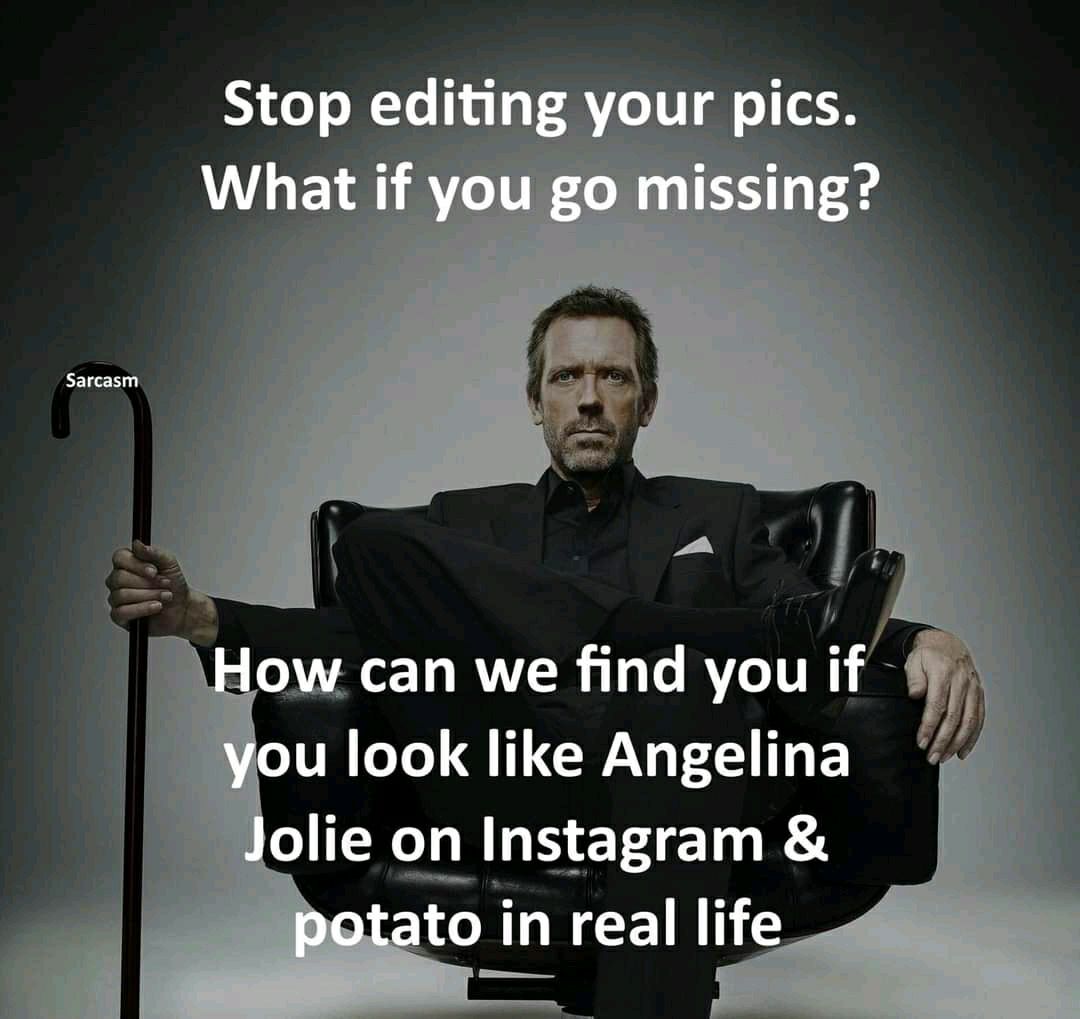 Stop editing your pics.
What if you go missing?
Sarcasm
How can we find you if
you look like Angelina
Jolie on Instagram &
potato in real life